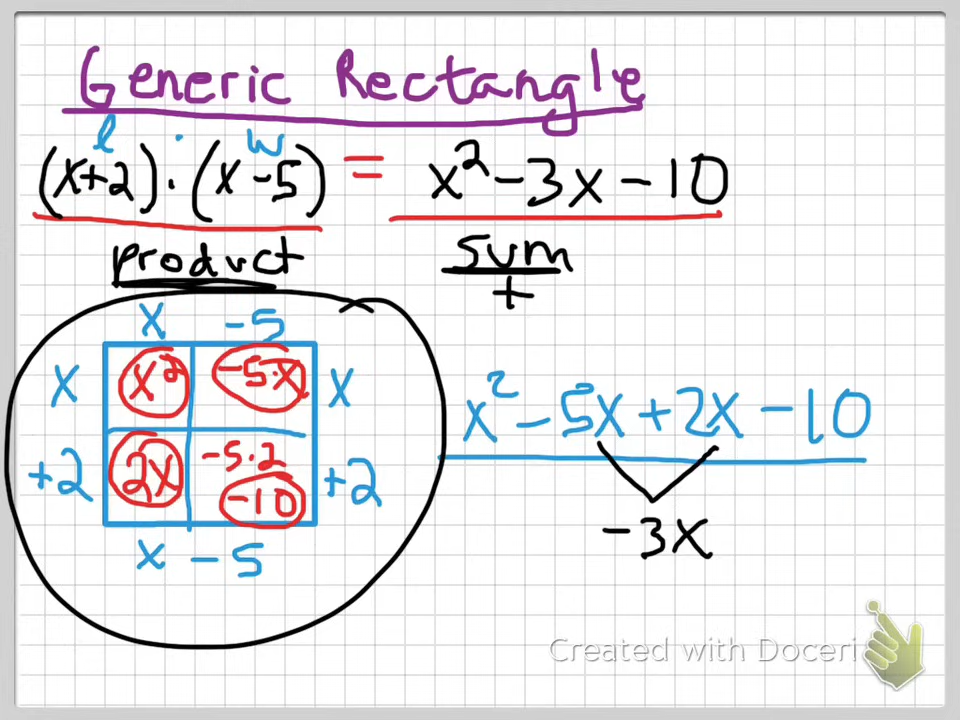 Generic Rectangle
l · w
(x+2) · (x-5) = x² - 3x - 10
product sum
+
x -5
x x² -5·x x
x² - 5x + 2x - 10
+2 2x -5·2 +2
-10
-3x
x -5
Created with Doceri